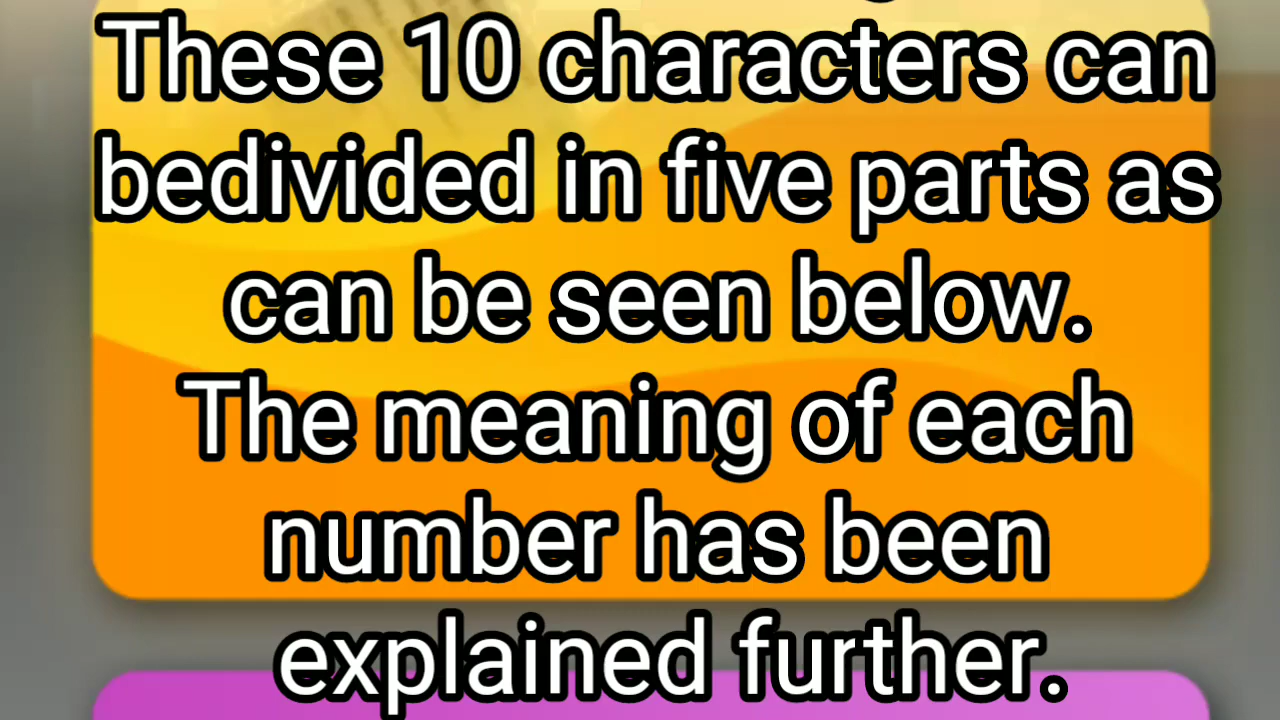 These 10 characters can
bedivided in five parts as
can be seen below.
The meaning of each
number has been
explained further.